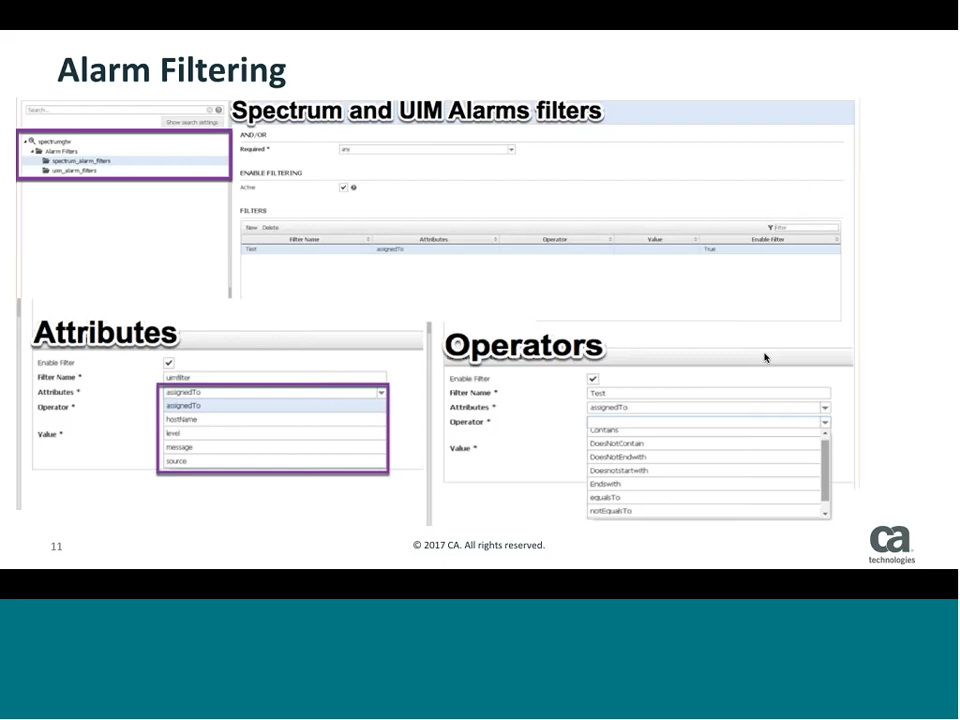 Alarm Filtering
Search...
Show search settings
spectrumgtw
Alarm Filters
spectrum_alarm_filters
uim_alarm_filters
Spectrum and UIM Alarms filters
AND/OR
Required * any
ENABLE FILTERING
Active
FILTERS
New Delete Filter
Filter Name Attributes Operator Value Enable Filter
Test assignedTo True
Attributes
Enable Filter
Filter Name * uimfilter
Attributes * assignedTo
Operator * assignedTo
hostName
level
Value *
message
source
Operators
Enable Filter
Filter Name * Test
Attributes * assignedTo
Operator *
Contains
DoesNotContain
Value *
DoesNotEndwith
Doesnotstartwith
Endswith
equalsTo
notEqualsTo
11
© 2017 CA. All rights reserved.
ca
technologies